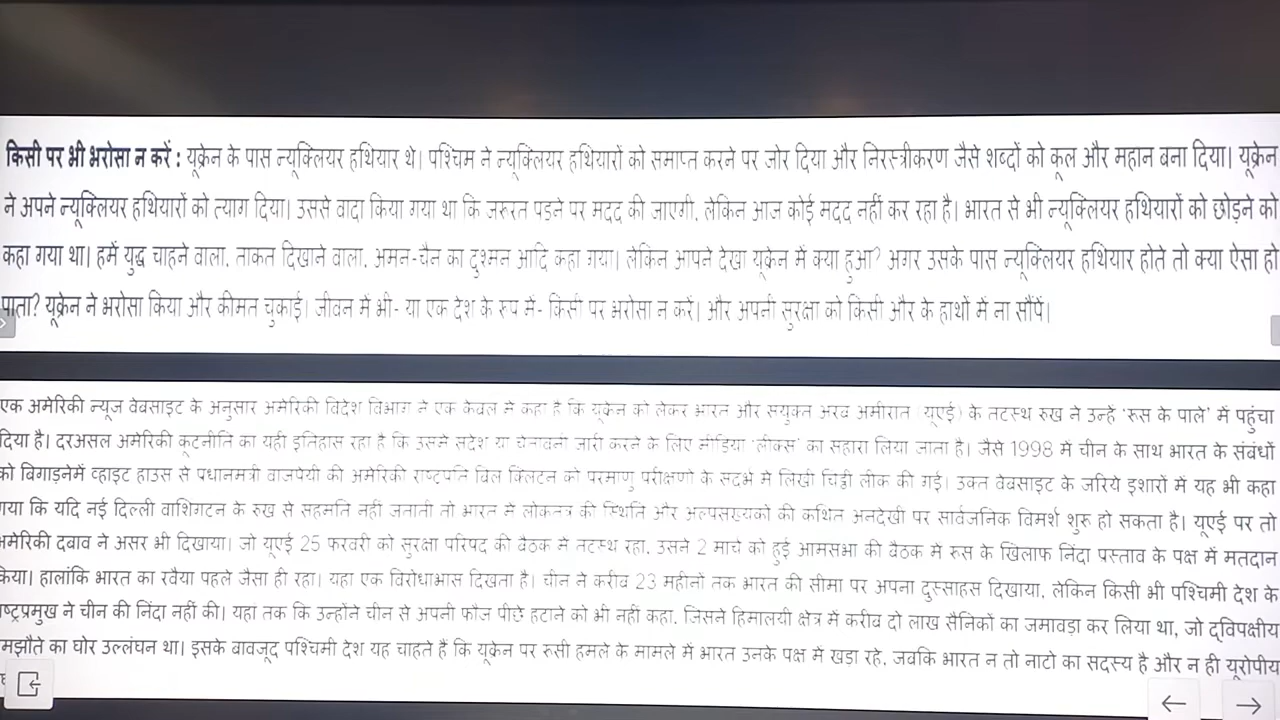 किसी पर भी भरोसा न करें : यूक्रेन के पास न्यूक्लियर हथियार थे। पश्चिम ने न्यूक्लियर हथियारों को समाप्त करने पर जोर दिया और निरस्त्रीकरण जैसे शब्दों को कूल और महान बना दिया। यूक्रेन
ने अपने न्यूक्लियर हथियारों को त्याग दिया। उससे वादा किया गया था कि जरुरत पड़ने पर मदद की जाएगी, लेकिन आज कोई मदद नहीं कर रहा है। भारत से भी न्यूक्लियर हथियारों को छोड़ने को
कहा गया था। हमें युद्ध चाहने वाला, ताकत दिखाने वाला, अमन-चैन का दुश्मन आदि कहा गया। लेकिन आपने देखा यूक्रेन में क्या हुआ? अगर उसके पास न्यूक्लियर हथियार होते तो क्या ऐसा हो
पाता? यूक्रेन ने भरोसा किया और कीमत चुकाई। जीवन में भी- या एक देश के रूप में- किसी पर भरोसा न करें। और अपनी सुरक्षा को किसी और के हाथों में ना सौंपें।
एक अमेरिकी न्यूज वेबसाइट के अनुसार अमेरिकी विदेश विभाग ने एक केबल में कहा है कि यूक्रेन को लेकर भारत और संयुक्त अरब अमीरात (यूएई) के तटस्थ रुख ने उन्हें 'रूस के पाले' में पहुंचा
दिया है। दरअसल अमेरिकी कूटनीति का यही इतिहास रहा है कि उसमें संदेश या चेतावनी जारी करने के लिए मीडिया 'लीक्स' का सहारा लिया जाता है। जैसे 1998 में चीन के साथ भारत के संबंधों
को बिगाड़नेमें व्हाइट हाउस से प्रधानमंत्री वाजपेयी की अमेरिकी राष्ट्रपति बिल क्लिंटन को परमाणु परीक्षणों के संदर्भ में लिखी चिट्ठी लीक की गई। उक्त वेबसाइट के जरिये इशारों में यह भी कहा
गया कि यदि नई दिल्ली वाशिंगटन के रुख से सहमति नहीं जताती तो भारत में लोकतंत्र की स्थिति और अल्पसंख्यकों की कथित अनदेखी पर सार्वजनिक विमर्श शुरू हो सकता है। यूएई पर तो
अमेरिकी दबाव ने असर भी दिखाया। जो यूएई 25 फरवरी को सुरक्षा परिषद की बैठक में तटस्थ रहा, उसने 2 मार्च को हुई आमसभा की बैठक में रूस के खिलाफ निंदा प्रस्ताव के पक्ष में मतदान
किया। हालांकि भारत का रवैया पहले जैसा ही रहा। यहां एक विरोधाभास दिखता है। चीन ने करीब 23 महीनों तक भारत की सीमा पर अपना दुस्साहस दिखाया, लेकिन किसी भी पश्चिमी देश के
ष्ट्रप्रमुख ने चीन की निंदा नहीं की। यहां तक कि उन्होंने चीन से अपनी फौज पीछे हटाने को भी नहीं कहा, जिसने हिमालयी क्षेत्र में करीब दो लाख सैनिकों का जमावड़ा कर लिया था, जो द्विपक्षीय
मझौते का घोर उल्लंघन था। इसके बावजूद पश्चिमी देश यह चाहते हैं कि यूक्रेन पर रूसी हमले के मामले में भारत उनके पक्ष में खड़ा रहे, जबकि भारत न तो नाटो का सदस्य है और न ही यूरोपीय